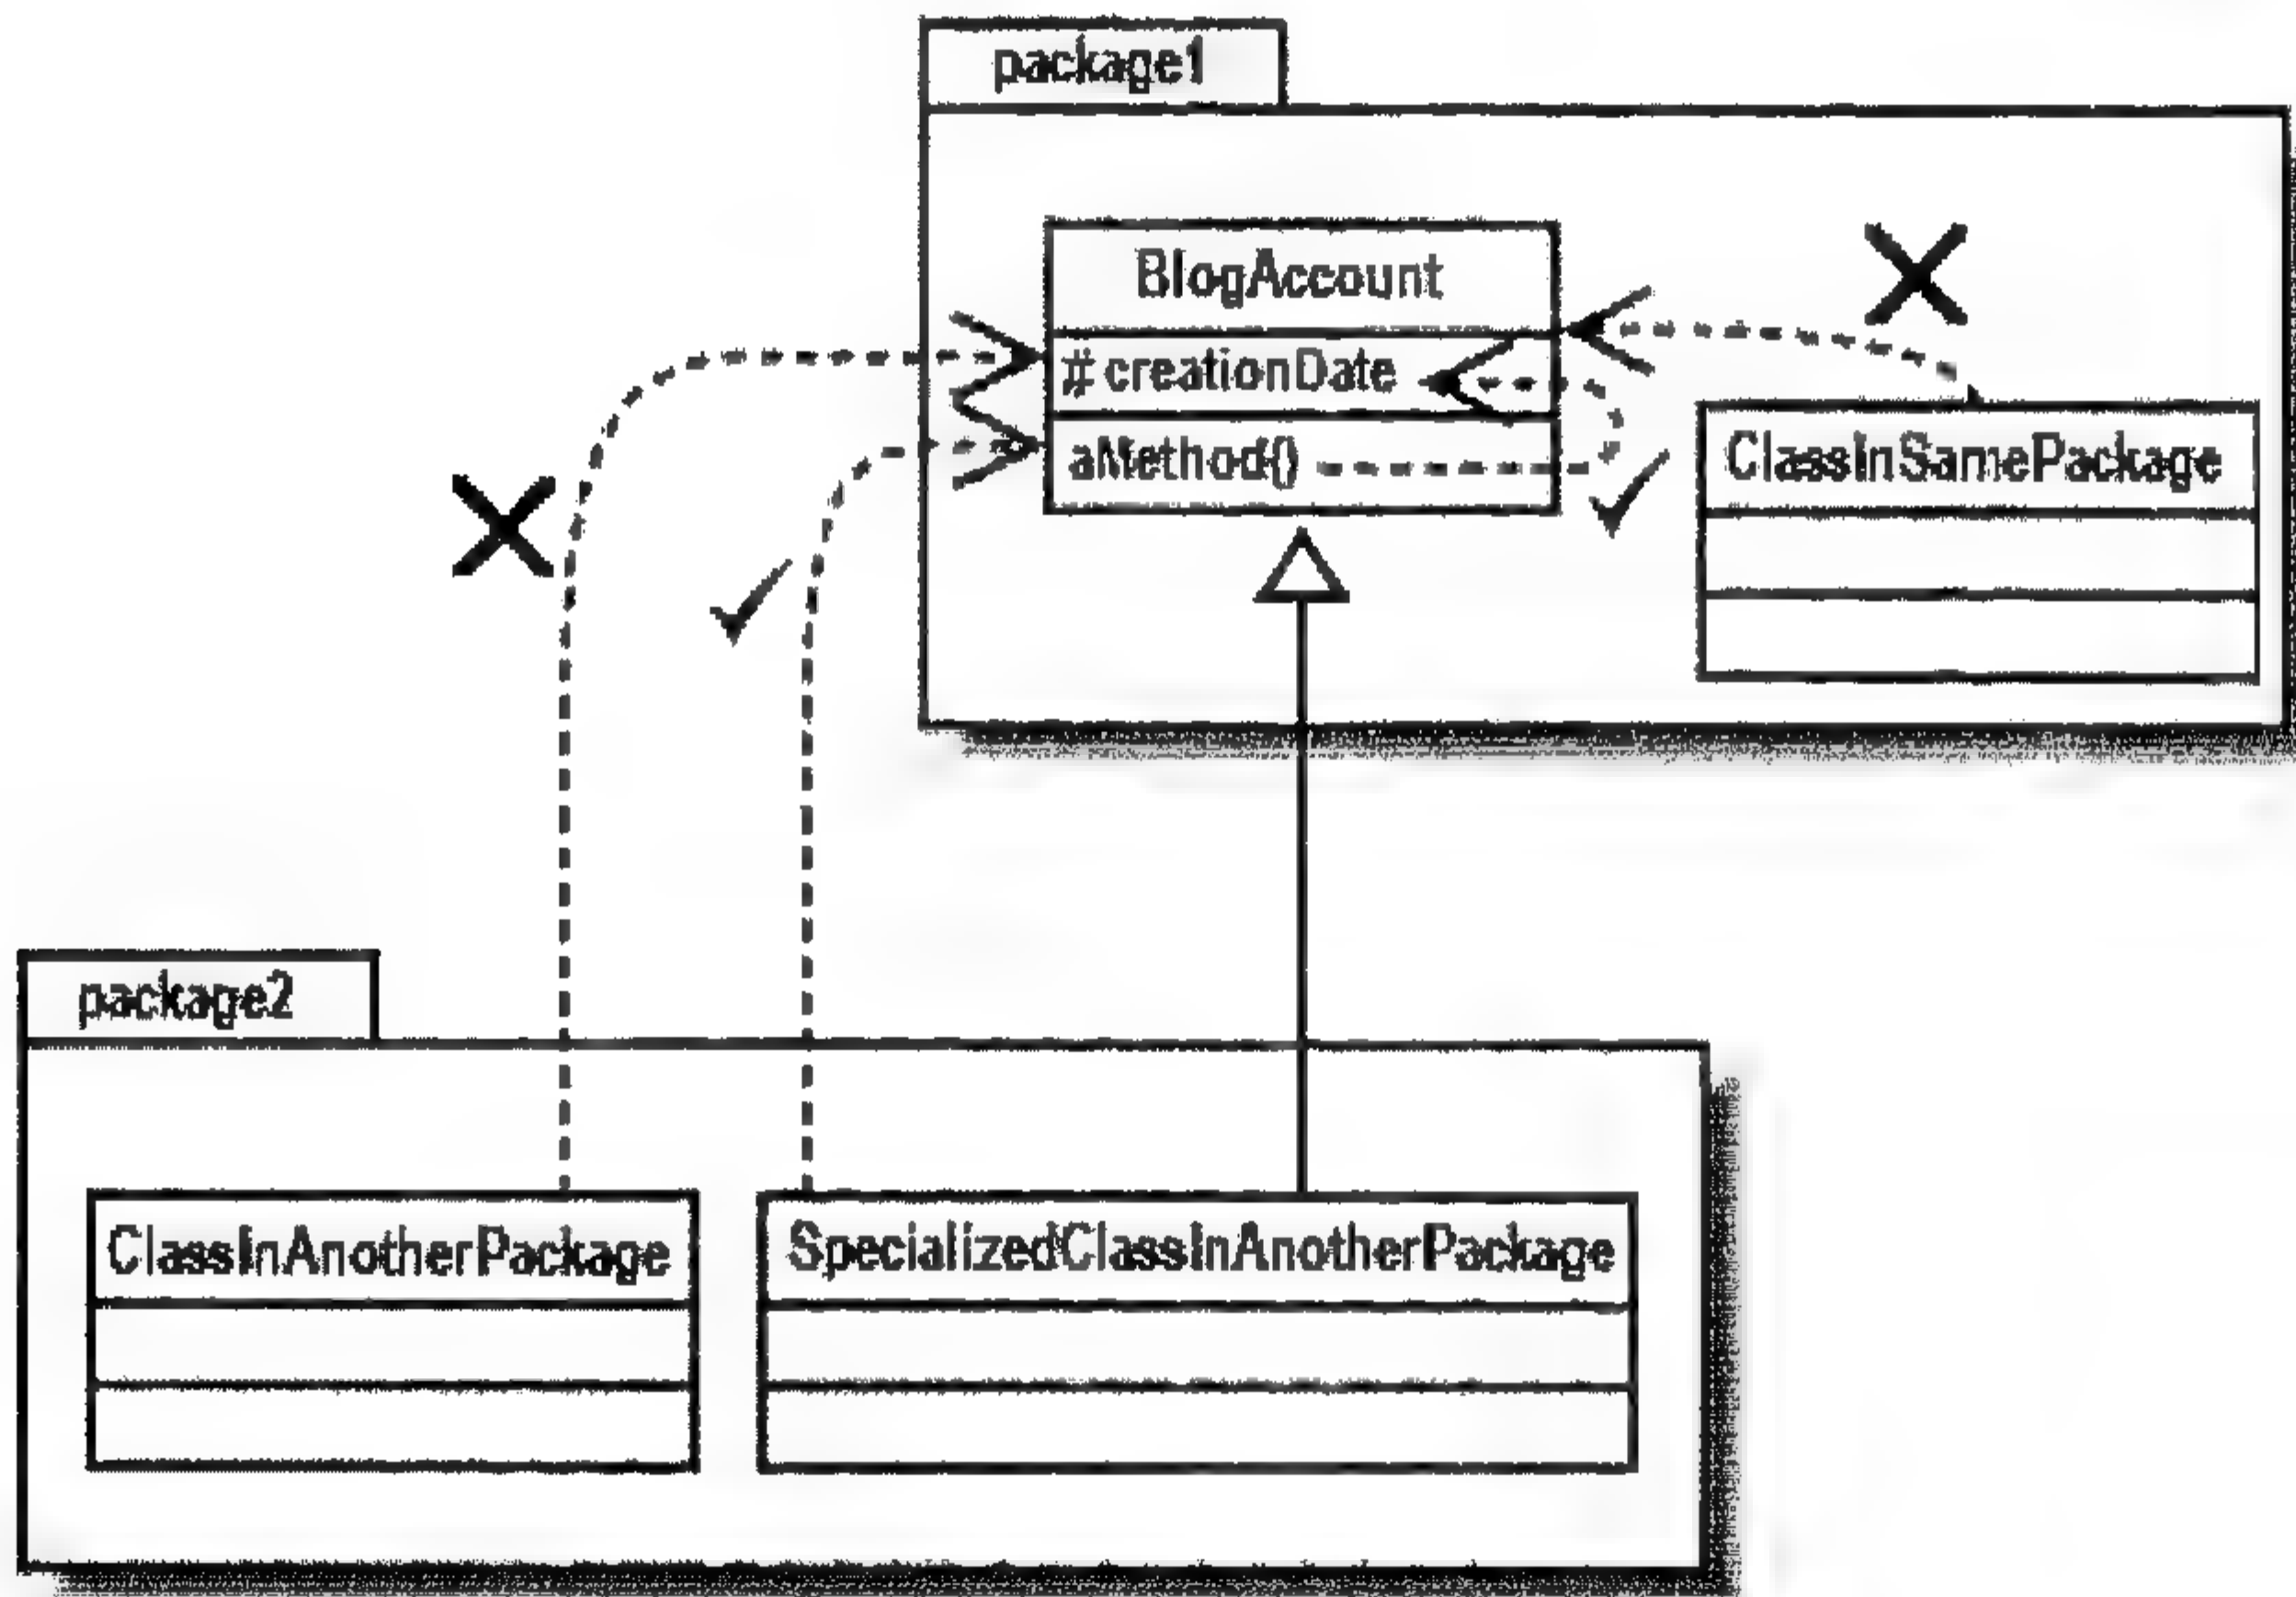 package1
BlogAccount
# creationDate
aMethod()
ClassInSamePackage
package2
ClassInAnotherPackage
SpecializedClassInAnotherPackage